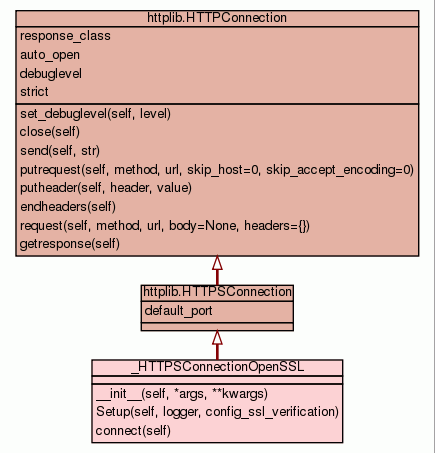 httplib.HTTPConnection
response_class
auto_open
debuglevel
strict
set_debuglevel(self, level)
close(self)
send(self, str)
putrequest(self, method, url, skip_host=0, skip_accept_encoding=0)
putheader(self, header, value)
endheaders(self)
request(self, method, url, body=None, headers={})
getresponse(self)
httplib.HTTPSConnection
default_port
_HTTPSConnectionOpenSSL
__init__(self, *args, **kwargs)
Setup(self, logger, config_ssl_verification)
connect(self)